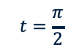 t = π/2